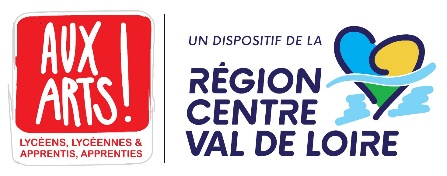 AUX
ARTS!
LYCÉENS, LYCÉENNES &
APPRENTIS, APPRENTIES
UN DISPOSITIF DE LA
RÉGION
CENTRE
VAL DE LOIRE